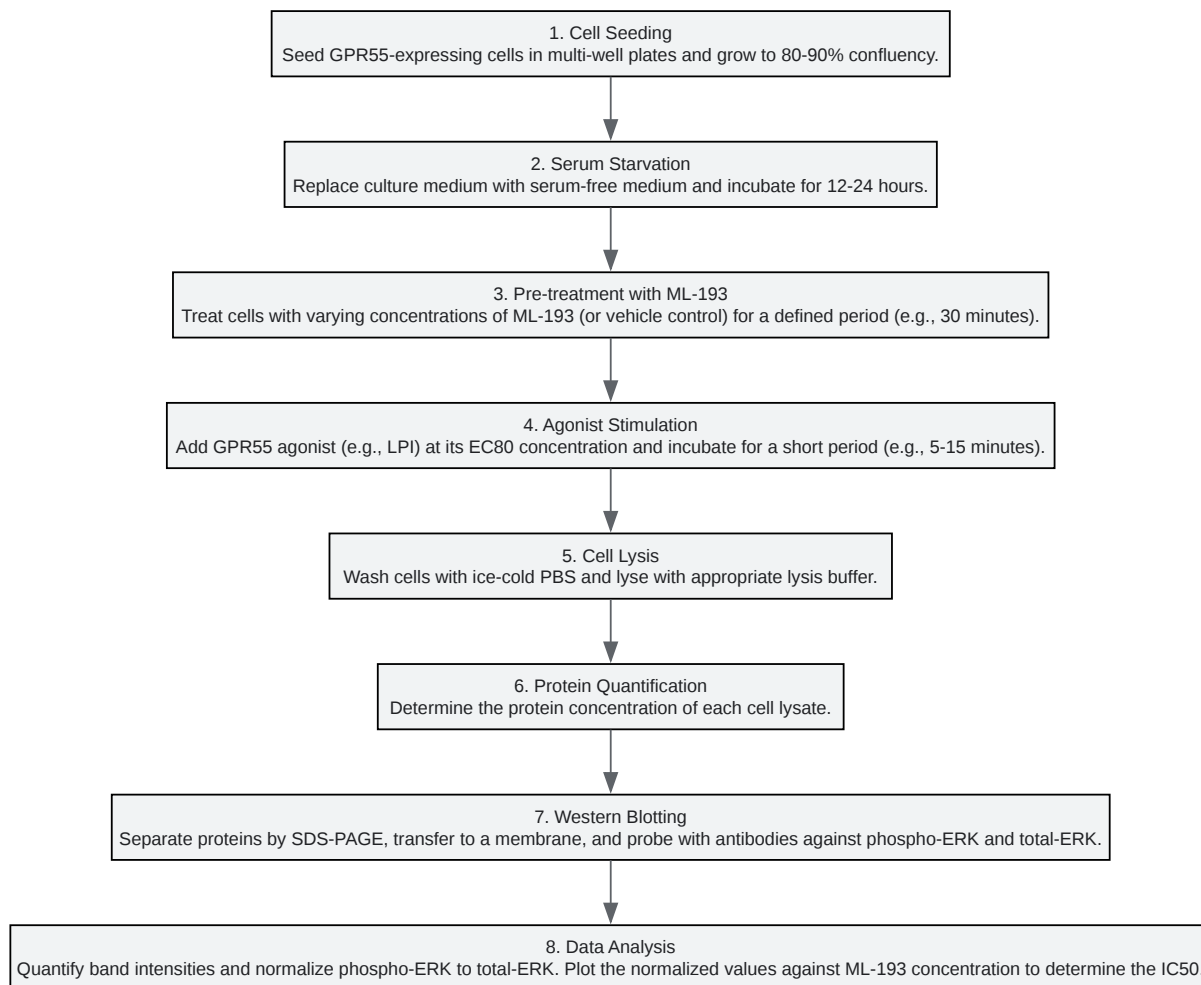 1. Cell Seeding
Seed GPR55-expressing cells in multi-well plates and grow to 80-90% confluency.
2. Serum Starvation
Replace culture medium with serum-free medium and incubate for 12-24 hours.
3. Pre-treatment with ML-193
Treat cells with varying concentrations of ML-193 (or vehicle control) for a defined period (e.g., 30 minutes).
4. Agonist Stimulation
Add GPR55 agonist (e.g., LPI) at its EC80 concentration and incubate for a short period (e.g., 5-15 minutes).
5. Cell Lysis
Wash cells with ice-cold PBS and lyse with appropriate lysis buffer.
6. Protein Quantification
Determine the protein concentration of each cell lysate.
7. Western Blotting
Separate proteins by SDS-PAGE, transfer to a membrane, and probe with antibodies against phospho-ERK and total-ERK.
8. Data Analysis
Quantify band intensities and normalize phospho-ERK to total-ERK. Plot the normalized values against ML-193 concentration to determine the IC50.